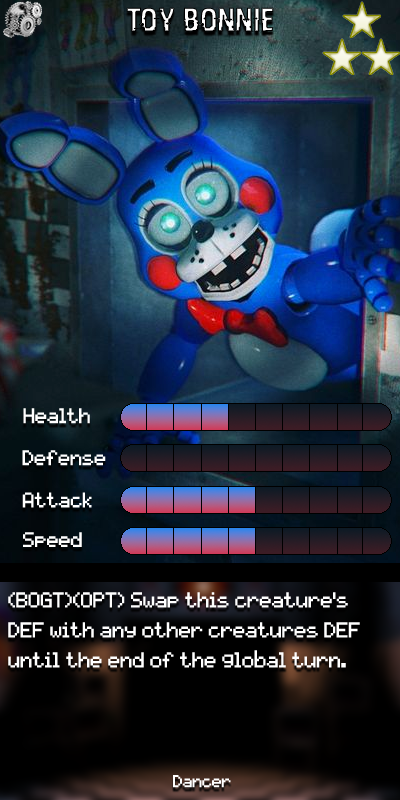 TOY BONNIE
Health
Defense
Attack
Speed
(BOGT)(OPT) Swap this creature's
DEF with any other creatures DEF
until the end of the global turn.
Dancer